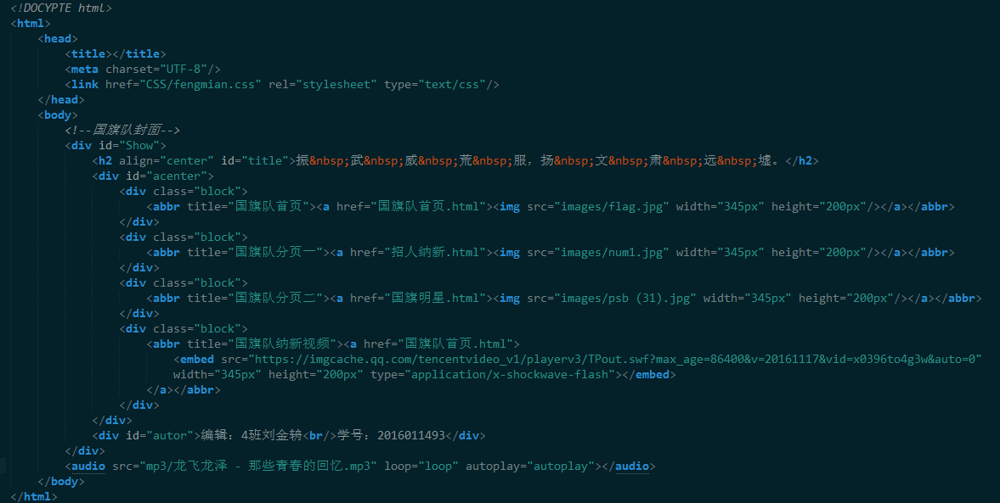 <!DOCYPTE html>
<html>
<head>
<title></title>
<meta charset="UTF-8"/>
<link href="CSS/fengmian.css" rel="stylesheet" type="text/css"/>
</head>
<body>
<!--国旗队封面-->
<div id="Show">
<h2 align="center" id="title">振&nbsp;武&nbsp;威&nbsp;荒&nbsp;服，扬&nbsp;文&nbsp;肃&nbsp;远&nbsp;墟。</h2>
<div id="acenter">
<div class="block">
<abbr title="国旗队首页"><a href="国旗队首页.html"><img src="images/flag.jpg" width="345px" height="200px"/></a></abbr>
</div>
<div class="block">
<abbr title="国旗队分页一"><a href="招人纳新.html"><img src="images/num1.jpg" width="345px" height="200px"/></a></abbr>
</div>
<div class="block">
<abbr title="国旗队分页二"><a href="国旗明星.html"><img src="images/psb (31).jpg" width="345px" height="200px"/></a></abbr>
</div>
<div class="block">
<abbr title="国旗队纳新视频"><a href="国旗队首页.html">
<embed src="https://imgcache.qq.com/tencentvideo_v1/playerv3/TPout.swf?max_age=86400&v=20161117&vid=x0396to4g3w&auto=0"
width="345px" height="200px" type="application/x-shockwave-flash"></embed>
</a></abbr>
</div>
</div>
<div id="autor">编辑：4班刘金<br/>学号：2016011493</div>
</div>
<audio src="mp3/龙飞龙泽 - 那些青春的回忆.mp3" loop="loop" autoplay="autoplay"></audio>
</body>
</html>